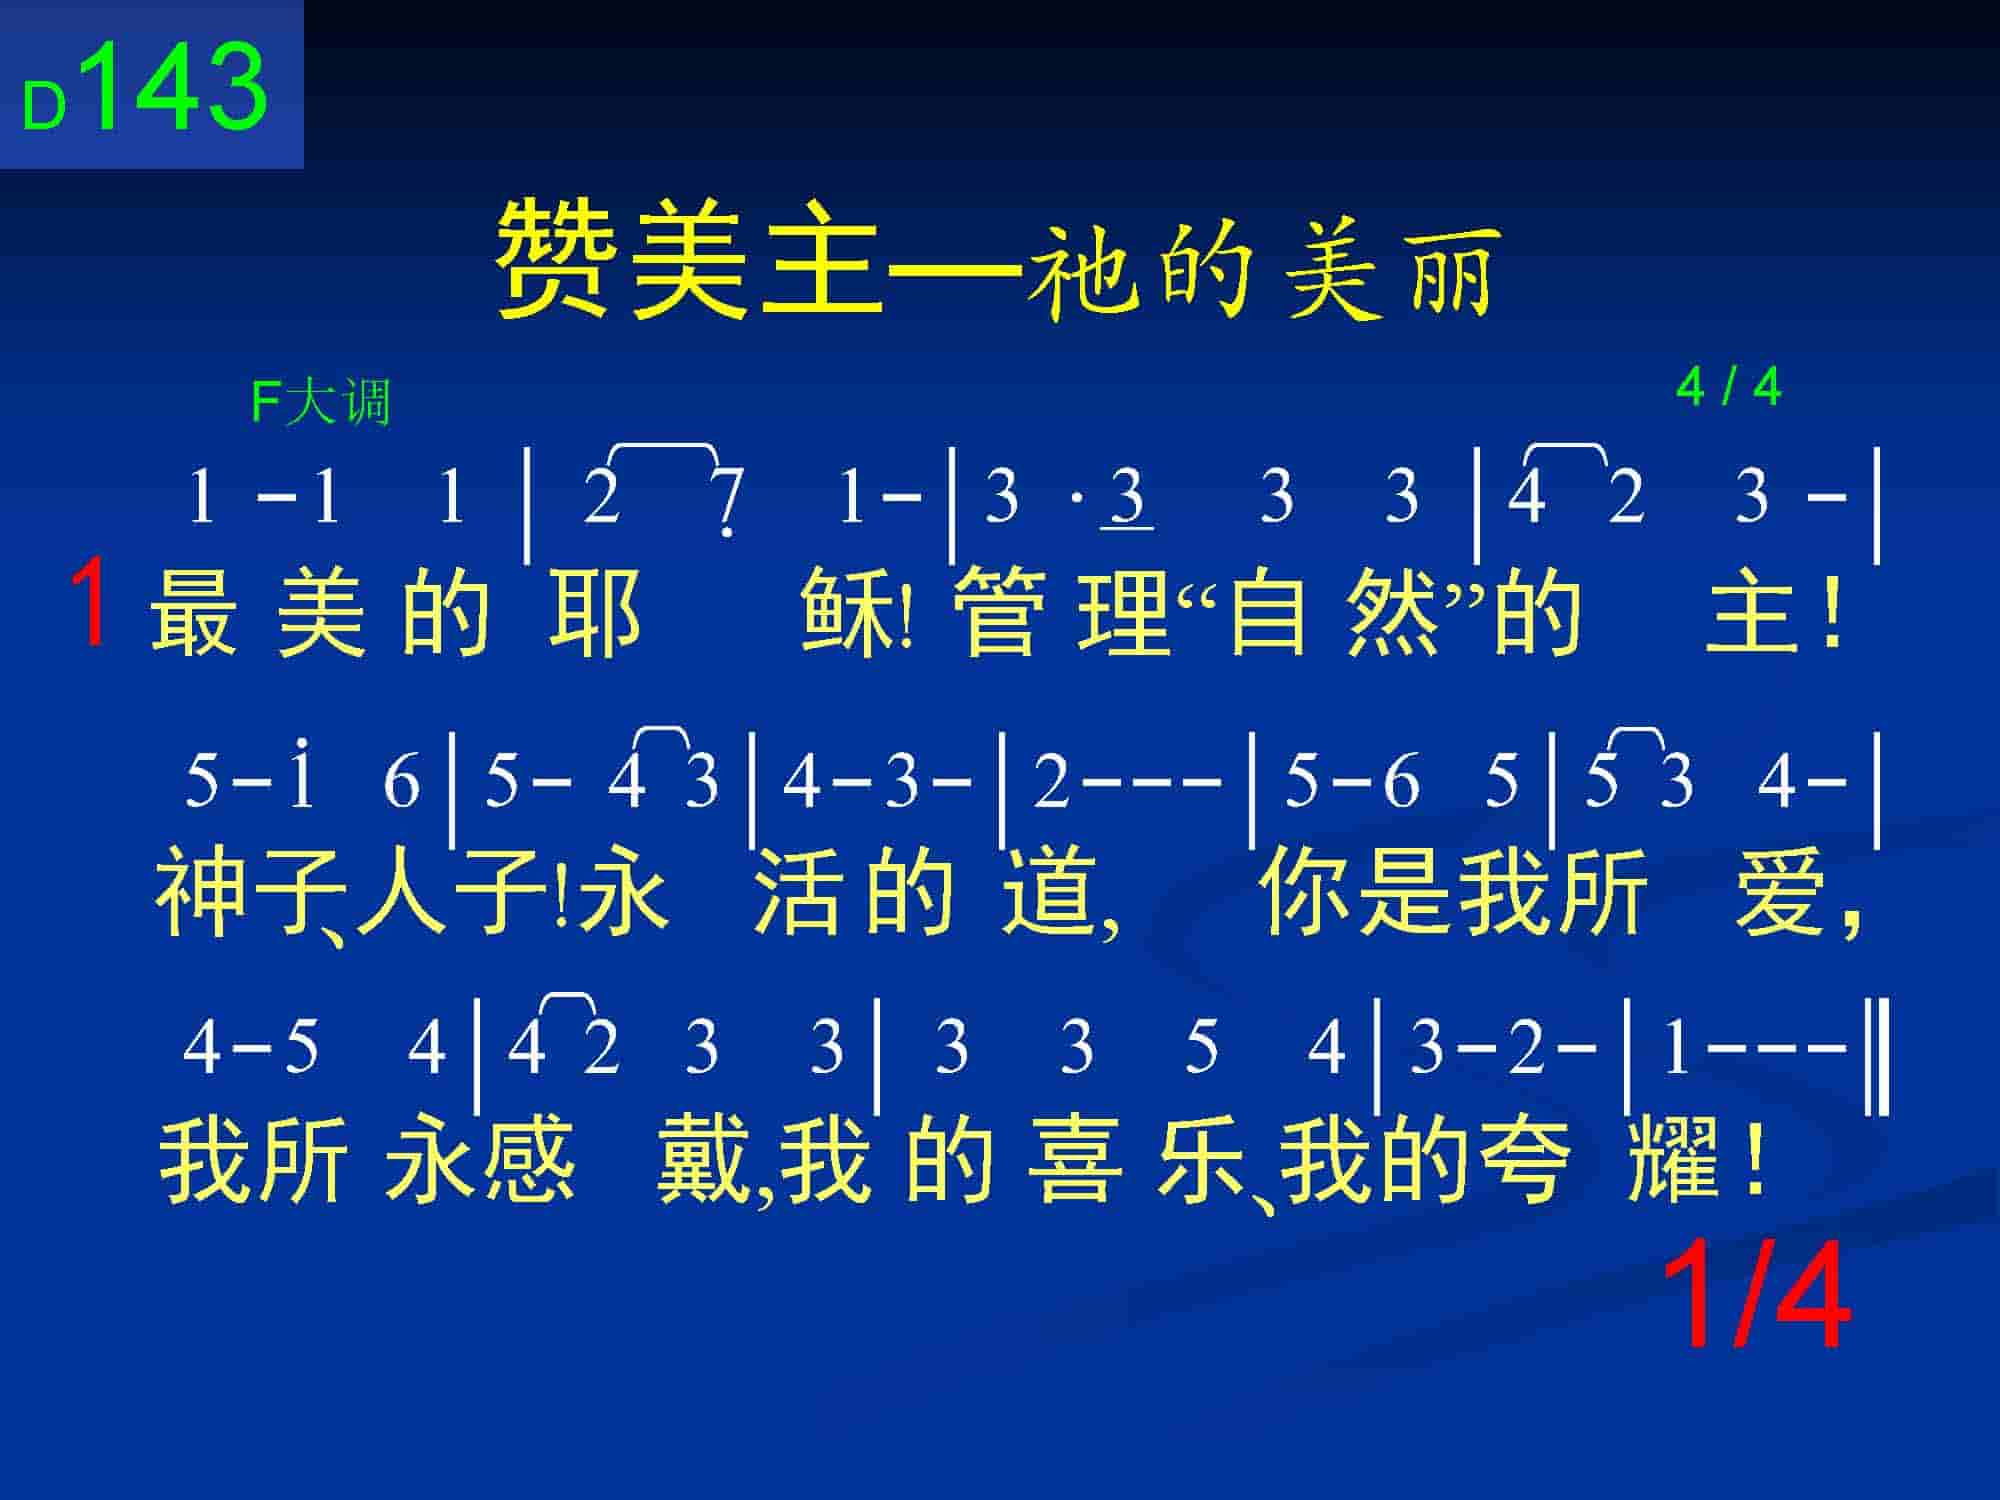 D143
赞美主—祂的美丽
F大调 4 / 4
1 -1 1 | 2 7̣ 1- | 3 ·3̲ 3 3 | 4 2 3 - |
1 最美的耶 稣!管理“自然”的 主!
5-i 6 | 5- 4 3 | 4-3- | 2--- | 5-6 5 | 5 3 4- |
神子、人子!永 活的 道, 你是我所 爱,
4-5 4 | 4 2 3 3 | 3 3 5 4 | 3-2- | 1--- ‖
我所永感 戴,我的喜乐、我的夸 耀!
1/4